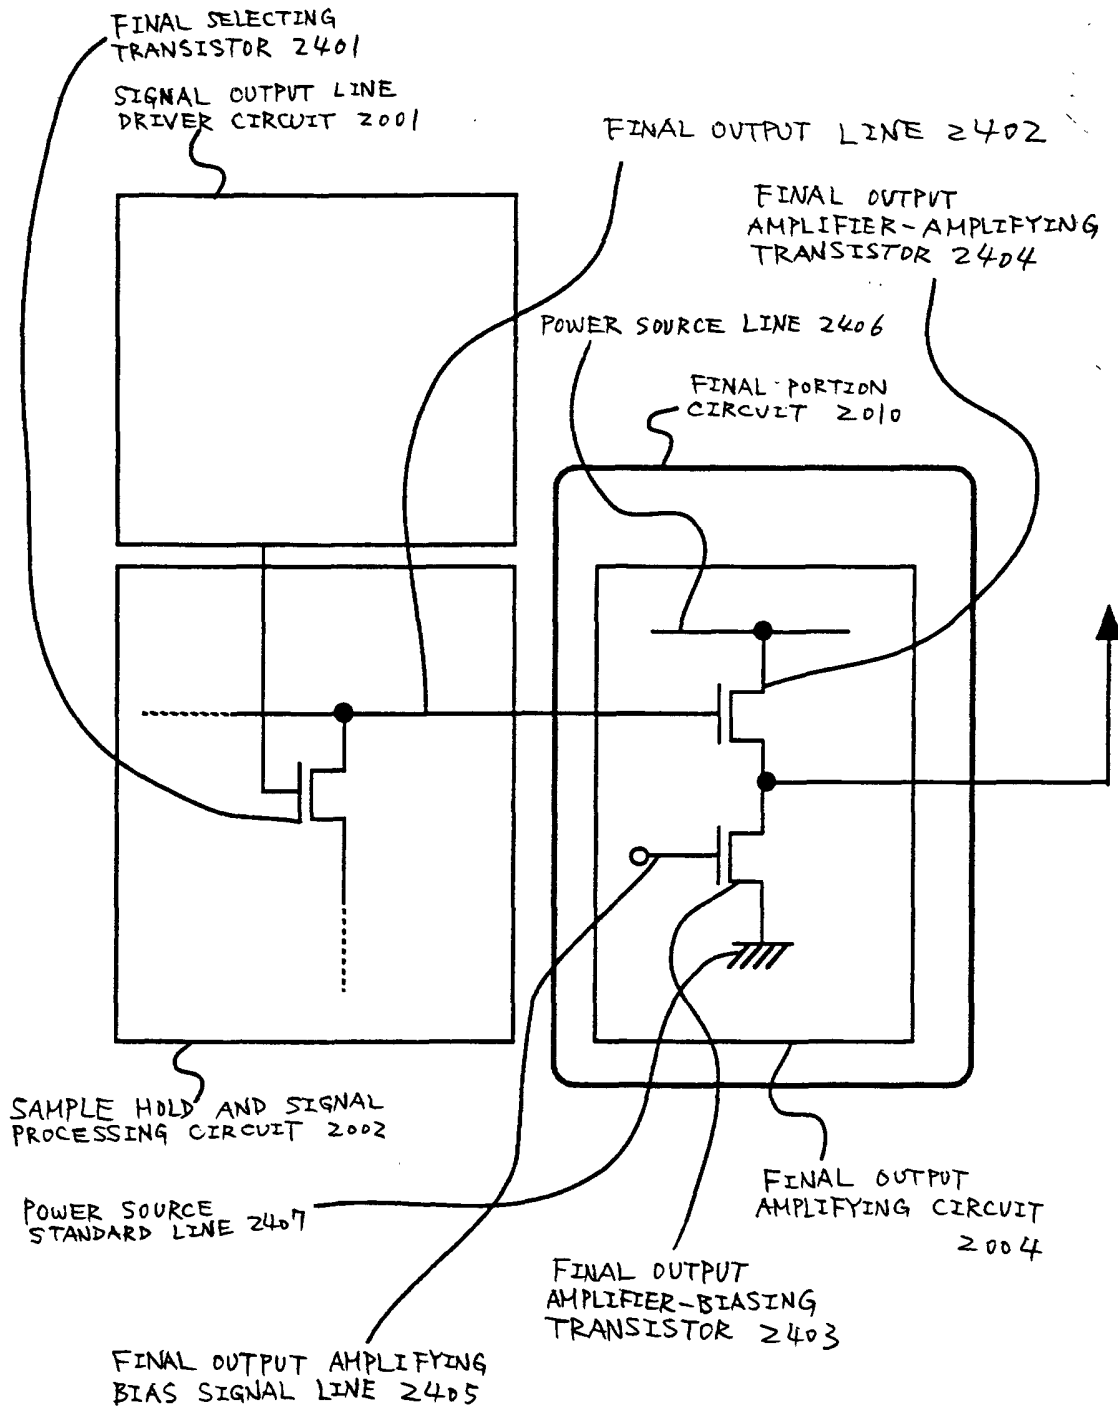 FINAL SELECTING
TRANSISTOR 2401
SIGNAL OUTPUT LINE
DRIVER CIRCUIT 2001
FINAL OUTPUT LINE 2402
FINAL OUTPUT
AMPLIFIER-AMPLIFYING
TRANSISTOR 2404
POWER SOURCE LINE 2406
FINAL PORTION
CIRCUIT 2010
SAMPLE HOLD AND SIGNAL
PROCESSING CIRCUIT 2002
POWER SOURCE
STANDARD LINE 2407
FINAL OUTPUT
AMPLIFYING CIRCUIT
2004
FINAL OUTPUT
AMPLIFIER-BIASING
TRANSISTOR 2403
FINAL OUTPUT AMPLIFYING
BIAS SIGNAL LINE 2405